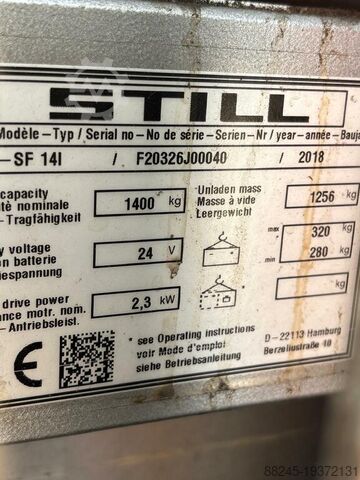 STILL
Modèle - Typ / Serial no - No de série - Serien - Nr / year - année - Bauja
-SF 14I / F20326J00040 / 2018
capacity
té nominale
-Tragfähigkeit
1400 kg
Unladen mass
Masse à vide
Leergewicht
1256 kg
y voltage
on batterie
iespannung
24 V
max 320 kg
min 280 kg
drive power
ance motr. nom.
-Antriebsleist.
2,3 kW
kg
* see Operating instructions
voir Mode d'emploi
siehe Betriebsanleitung
D-22113 Hamburg
Berzeliusstraße 10
CE
88245-19372131